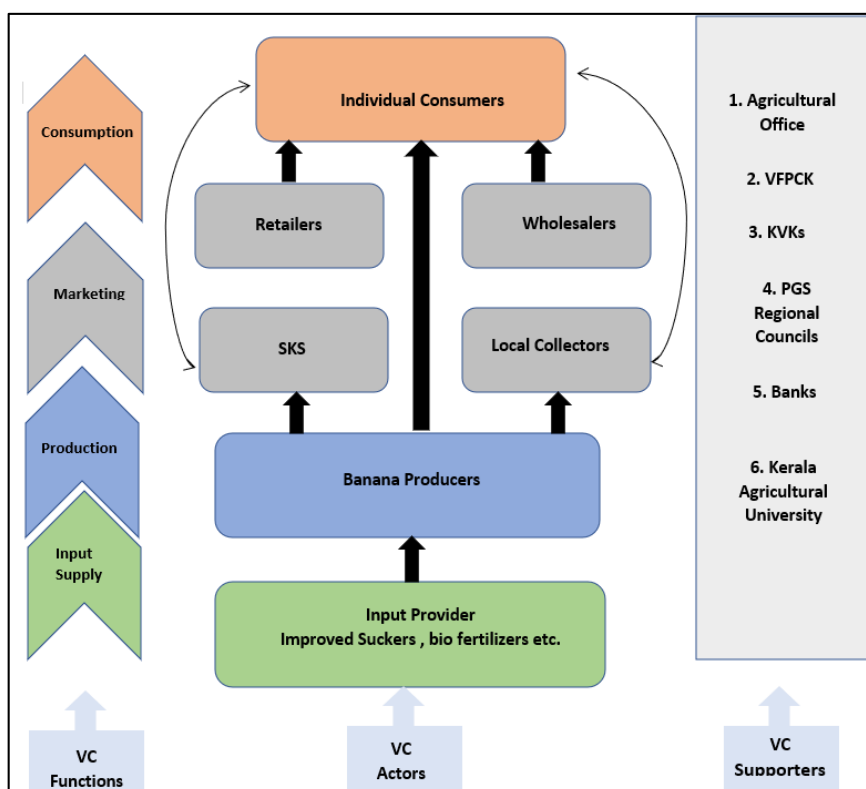 Consumption
Marketing
Production
Input
Supply
VC
Functions
Individual Consumers
Retailers
Wholesalers
SKS
Local Collectors
Banana Producers
Input Provider
Improved Suckers , bio fertilizers etc.
VC
Actors
1. Agricultural
Office
2. VFPCK
3. KVKs
4. PGS
Regional
Councils
5. Banks
6. Kerala
Agricultural
University
VC
Supporters